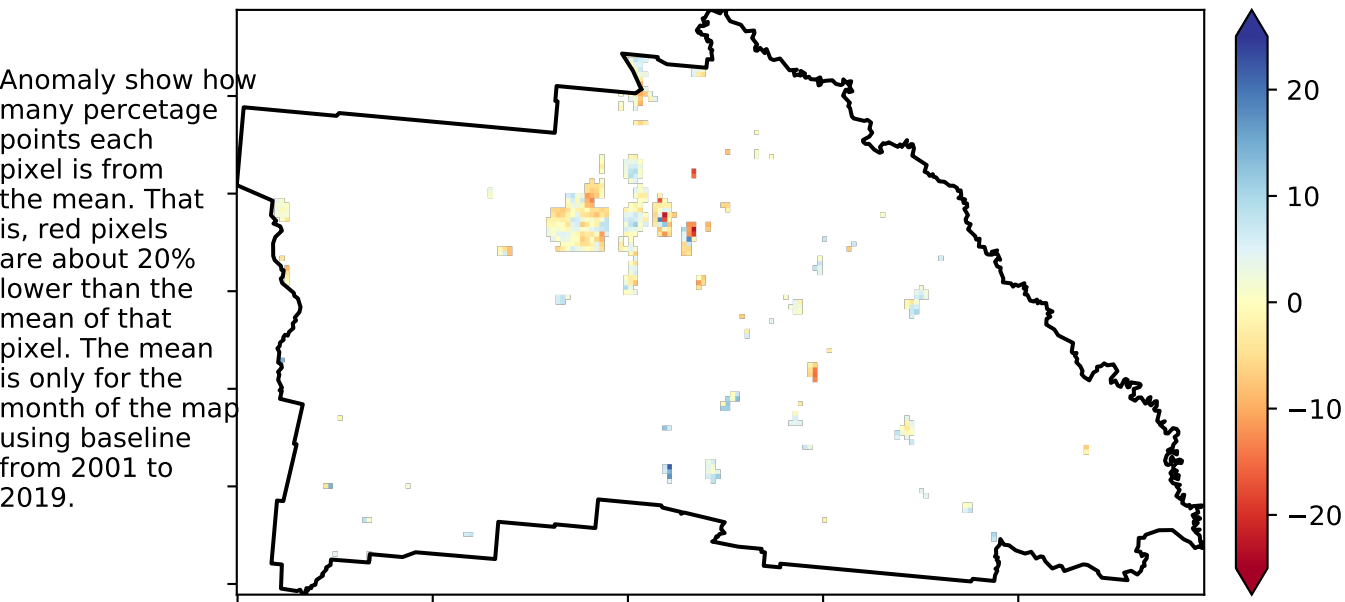 Anomaly show how
many percetage
points each
pixel is from
the mean. That
is, red pixels
are about 20%
lower than the
mean of that
pixel. The mean
is only for the
month of the map
using baseline
from 2001 to
2019.
20
10
0
−10
−20